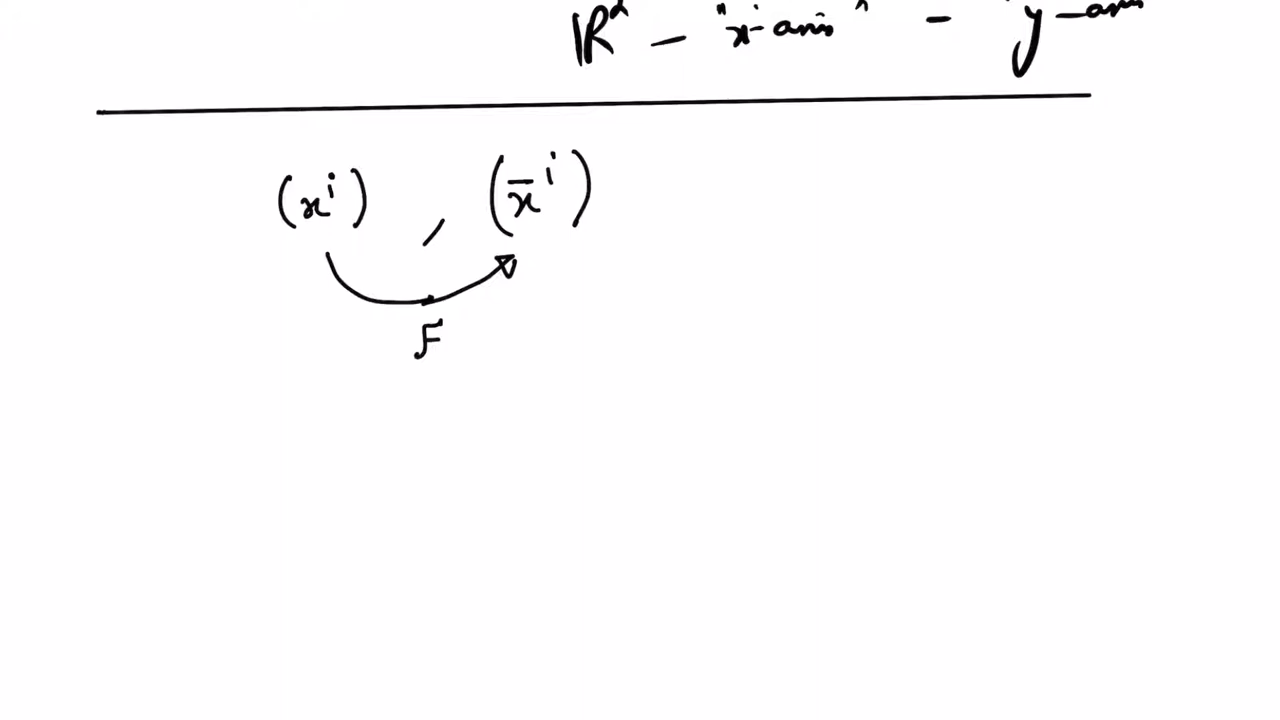 ℝ² — "x-axis" - "y-axis
(xⁱ) , (x̄ⁱ)
F